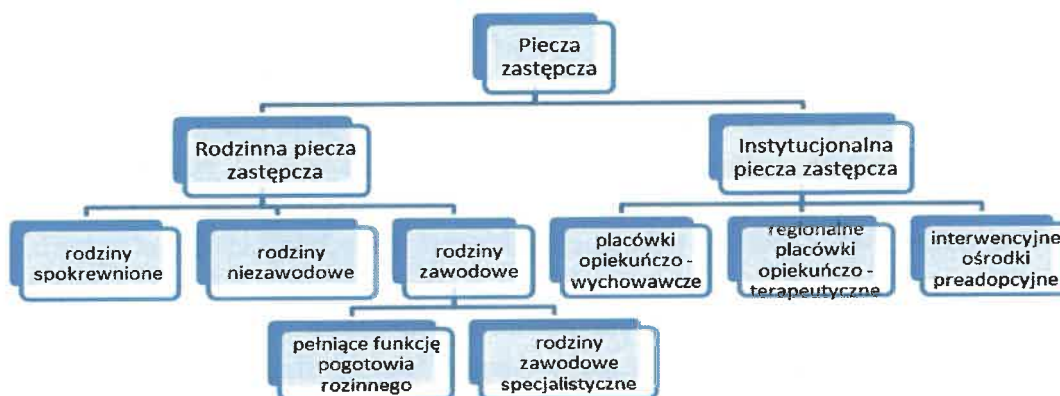 Piecza
zastępcza
Rodzinna piecza
zastępcza
Instytucjonalna
piecza zastępcza
rodziny
spokrewnione
rodziny
niezawodowe
rodziny
zawodowe
placówki
opiekuńczo -
wychowawcze
regionalne
placówki
opiekuńczo -
terapeutyczne
interwencyjne
ośrodki
preadopcyjne
pełniące funkcję
pogotowia
rozinnego
rodziny
zawodowe
specjalistyczne